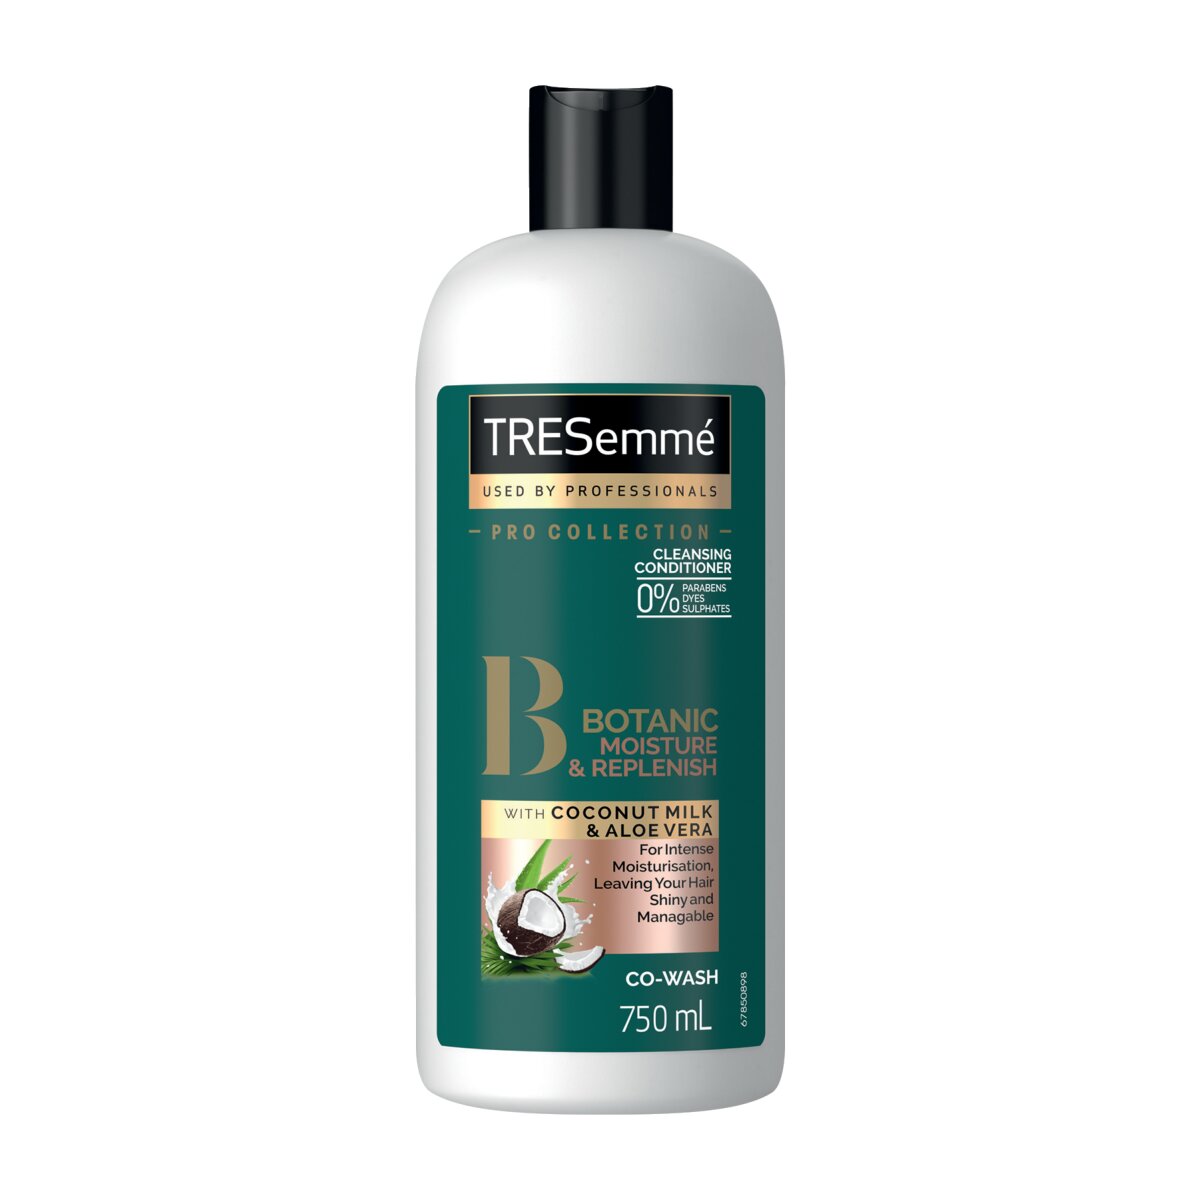 TRESemmé
USED BY PROFESSIONALS
– PRO COLLECTION –
CLEANSING
CONDITIONER
0% PARABENS
DYES
SULPHATES
B
BOTANIC
MOISTURE
& REPLENISH
WITH COCONUT MILK
& ALOE VERA
For Intense
Moisturisation,
Leaving Your Hair
Shiny and
Managable
CO-WASH
750 mL
67850898